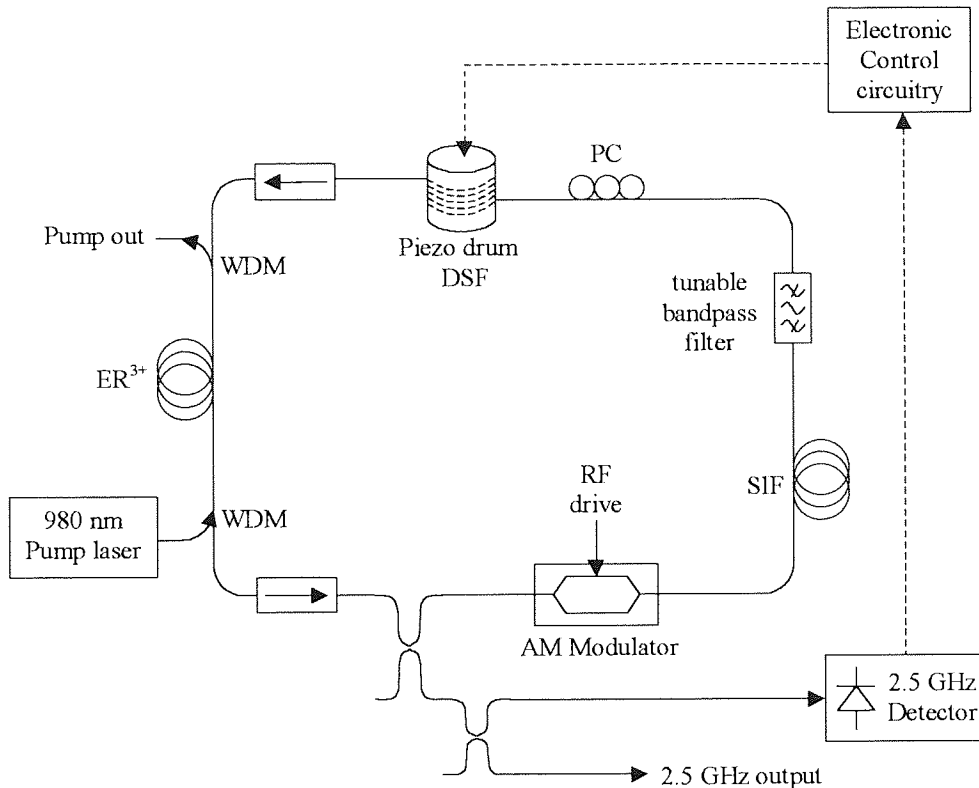 Electronic
Control
circuitry
PC
Piezo drum
DSF
Pump out
WDM
tunable
bandpass
filter
ER³⁺
SIF
RF
drive
980 nm
Pump laser
WDM
AM Modulator
2.5 GHz
Detector
2.5 GHz output